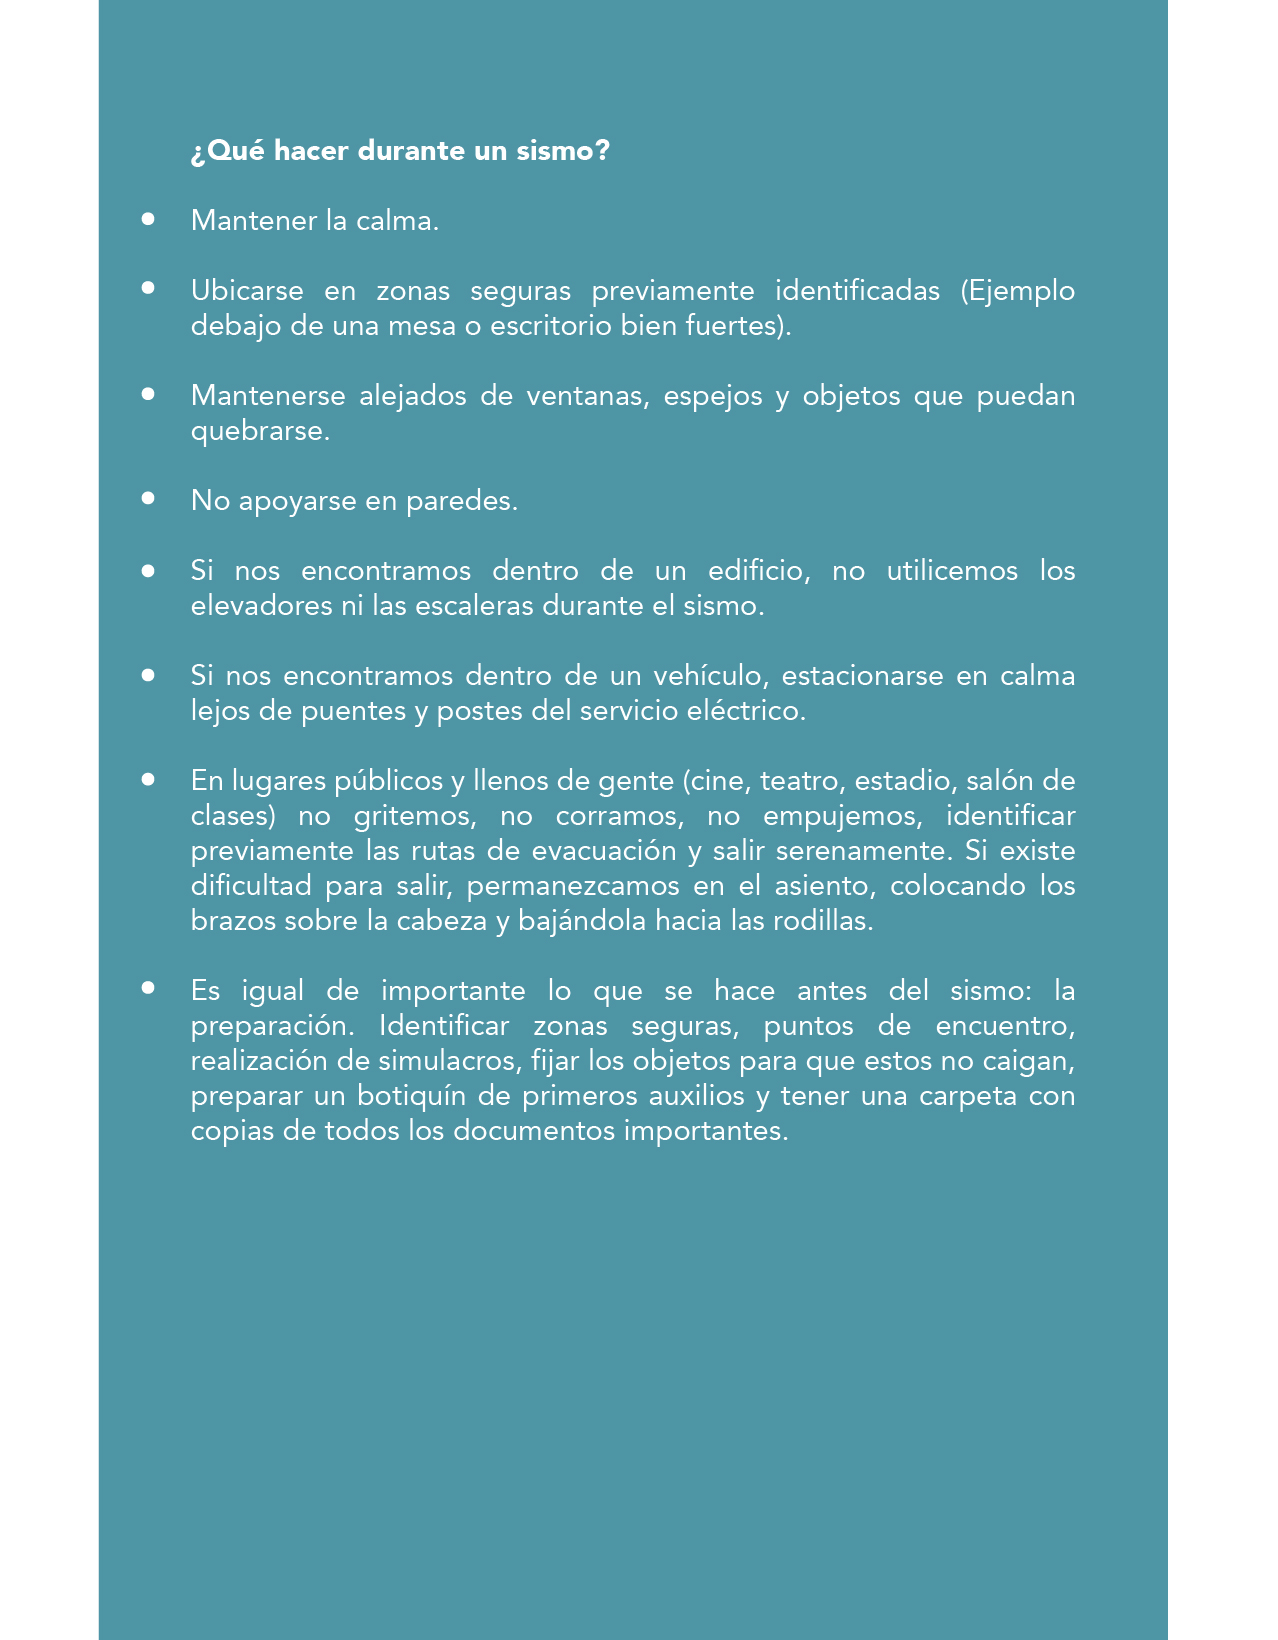 ¿Qué hacer durante un sismo?
• Mantener la calma.
• Ubicarse en zonas seguras previamente identificadas (Ejemplo
debajo de una mesa o escritorio bien fuertes).
• Mantenerse alejados de ventanas, espejos y objetos que puedan
quebrarse.
• No apoyarse en paredes.
• Si nos encontramos dentro de un edificio, no utilicemos los
elevadores ni las escaleras durante el sismo.
• Si nos encontramos dentro de un vehículo, estacionarse en calma
lejos de puentes y postes del servicio eléctrico.
• En lugares públicos y llenos de gente (cine, teatro, estadio, salón de
clases) no gritemos, no corramos, no empujemos, identificar
previamente las rutas de evacuación y salir serenamente. Si existe
dificultad para salir, permanezcamos en el asiento, colocando los
brazos sobre la cabeza y bajándola hacia las rodillas.
• Es igual de importante lo que se hace antes del sismo: la
preparación. Identificar zonas seguras, puntos de encuentro,
realización de simulacros, fijar los objetos para que estos no caigan,
preparar un botiquín de primeros auxilios y tener una carpeta con
copias de todos los documentos importantes.